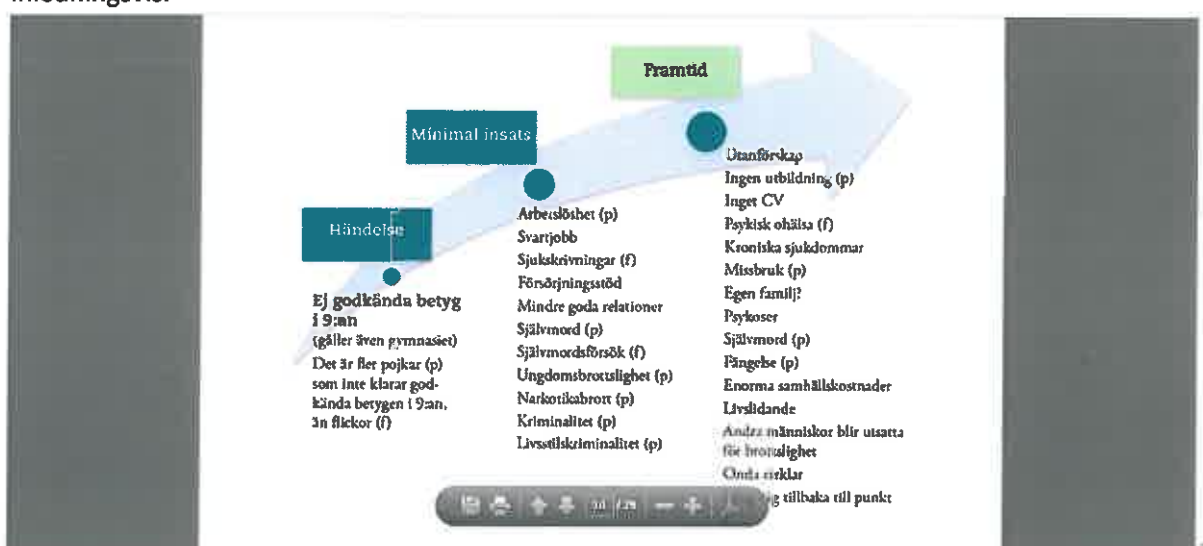 Framtid
Minimal insats
Händelse
Ej godkända betyg
i 9:an
(gäller även gymnasiet)
Det är fler pojkar (p)
som inte klarar god-
kända betygen i 9:an,
än flickor (f)
Arbetslöshet (p)
Svartjobb
Sjukskrivningar (f)
Försörjningsstöd
Mindre goda relationer
Självmord (p)
Självmordsförsök (f)
Ungdomsbrottslighet (p)
Narkotikabrott (p)
Kriminalitet (p)
Livsstilskriminalitet (p)
Utanförskap
Ingen utbildning (p)
Inget CV
Psykisk ohälsa (f)
Kroniska sjukdommar
Missbruk (p)
Egen familj?
Psykoser
Självmord (p)
Fängelse (p)
Enorma samhällskostnader
Livslidande
Andra människor blir utsatta
för brottslighet
Onda cirklar
tillbaka till punkt